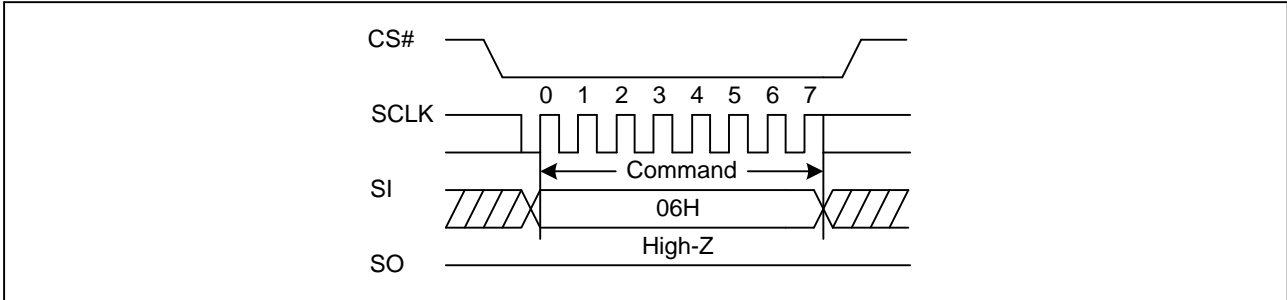 CS#
0 1 2 3 4 5 6 7
SCLK
Command
SI
06H
High-Z
SO